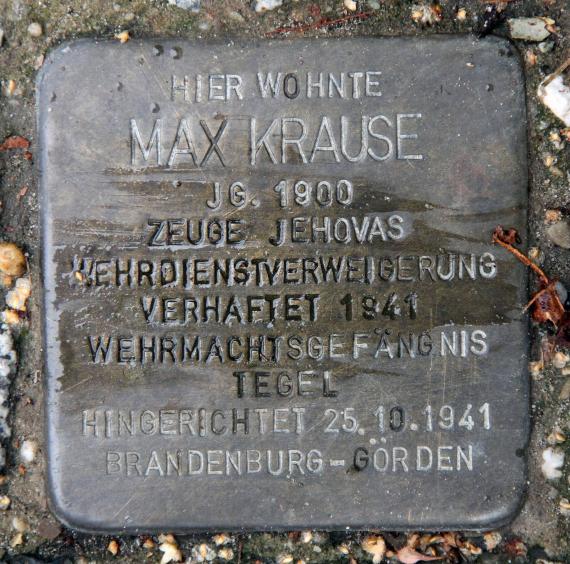 HIER WOHNTE
MAX KRAUSE
JG. 1900
ZEUGE JEHOVAS
WEHRDIENSTVERWEIGERUNG
VERHAFTET 1941
WEHRMACHTSGEFÄNGNIS
TEGEL
HINGERICHTET 25.10.1941
BRANDENBURG-GÖRDEN